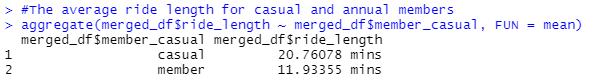 > #The average ride length for casual and annual members
> aggregate(merged_df$ride_length ~ merged_df$member_casual, FUN = mean)
merged_df$member_casual merged_df$ride_length
1 casual 20.76078 mins
2 member 11.93355 mins